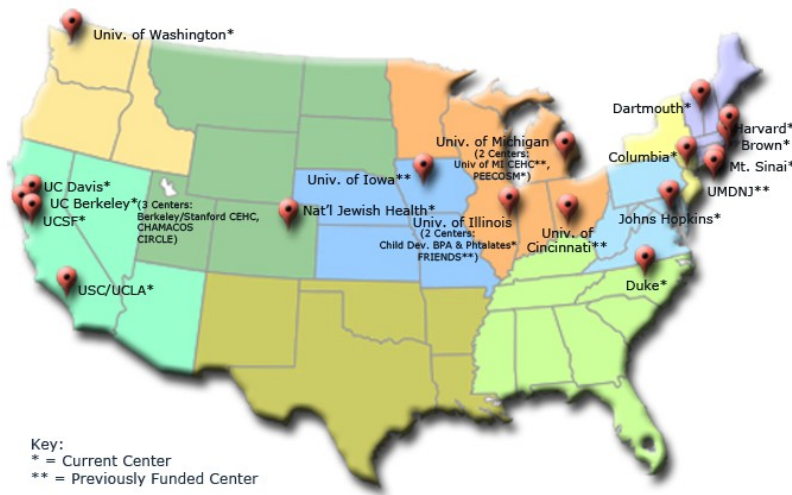 Univ. of Washington*
Dartmouth*
Harvard*
Brown*
Columbia*
Mt. Sinai*
UMDNJ**
Univ. of Michigan
(2 Centers:
Univ of MI CEHC**,
PEECOSM*)
Univ. of Iowa**
UC Davis*
UC Berkeley*
(3 Centers:
Berkeley/Stanford CEHC,
CHAMACOS
CIRCLE)
UCSF*
Nat'l Jewish Health*
Univ. of Illinois
(2 Centers:
Child Dev. BPA & Phtalates*
FRIENDS**)
Univ. of
Cincinnati**
Johns Hopkins*
USC/UCLA*
Duke*
Key:
* = Current Center
** = Previously Funded Center